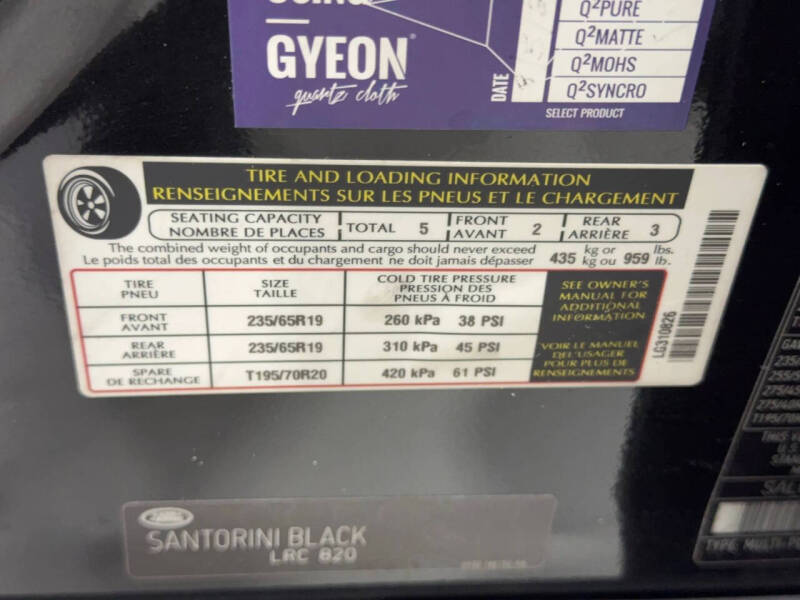 GYEON
quartz cloth
DATE
Q²PURE
Q²MATTE
Q²MOHS
Q²SYNCRO
SELECT PRODUCT
TIRE AND LOADING INFORMATION
RENSEIGNEMENTS SUR LES PNEUS ET LE CHARGEMENT
SEATING CAPACITY
NOMBRE DE PLACES
TOTAL 5
FRONT
AVANT 2
REAR
ARRIÈRE 3
The combined weight of occupants and cargo should never exceed
Le poids total des occupants et du chargement ne doit jamais dépasser
435 kg or kg ou 959 lbs. lb.
TIRE
PNEU
SIZE
TAILLE
COLD TIRE PRESSURE
PRESSION DES
PNEUS À FROID
FRONT
AVANT
235/65R19
260 kPa 38 PSI
REAR
ARRIÈRE
235/65R19
310 kPa 45 PSI
SPARE
DE RECHANGE
T195/70R20
420 kPa 61 PSI
SEE OWNER'S
MANUAL FOR
ADDITIONAL
INFORMATION
VOIR LE MANUEL
DE L'USAGER
POUR PLUS DE
RENSEIGNEMENTS
LG310826
SANTORINI BLACK
LRC 820